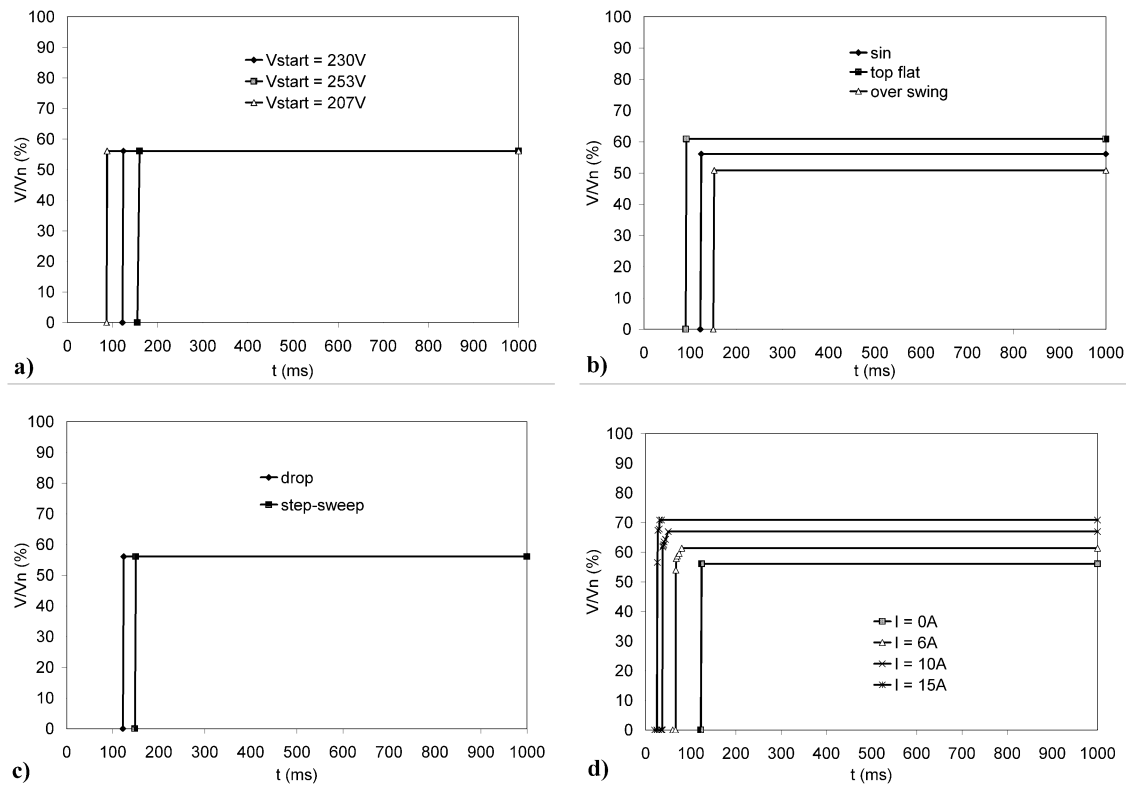 100
90
80
70
60
50
40
30
20
10
0
V/Vn (%)
Vstart = 230V
Vstart = 253V
Vstart = 207V
0 100 200 300 400 500 600 700 800 900 1000
t (ms)
a)
100
90
80
70
60
50
40
30
20
10
0
V/Vn (%)
sin
top flat
over swing
0 100 200 300 400 500 600 700 800 900 1000
t (ms)
b)
100
90
80
70
60
50
40
30
20
10
0
V/Vn (%)
drop
step-sweep
0 100 200 300 400 500 600 700 800 900 1000
t (ms)
c)
100
90
80
70
60
50
40
30
20
10
0
V/Vn (%)
I = 0A
I = 6A
I = 10A
I = 15A
0 100 200 300 400 500 600 700 800 900 1000
t (ms)
d)